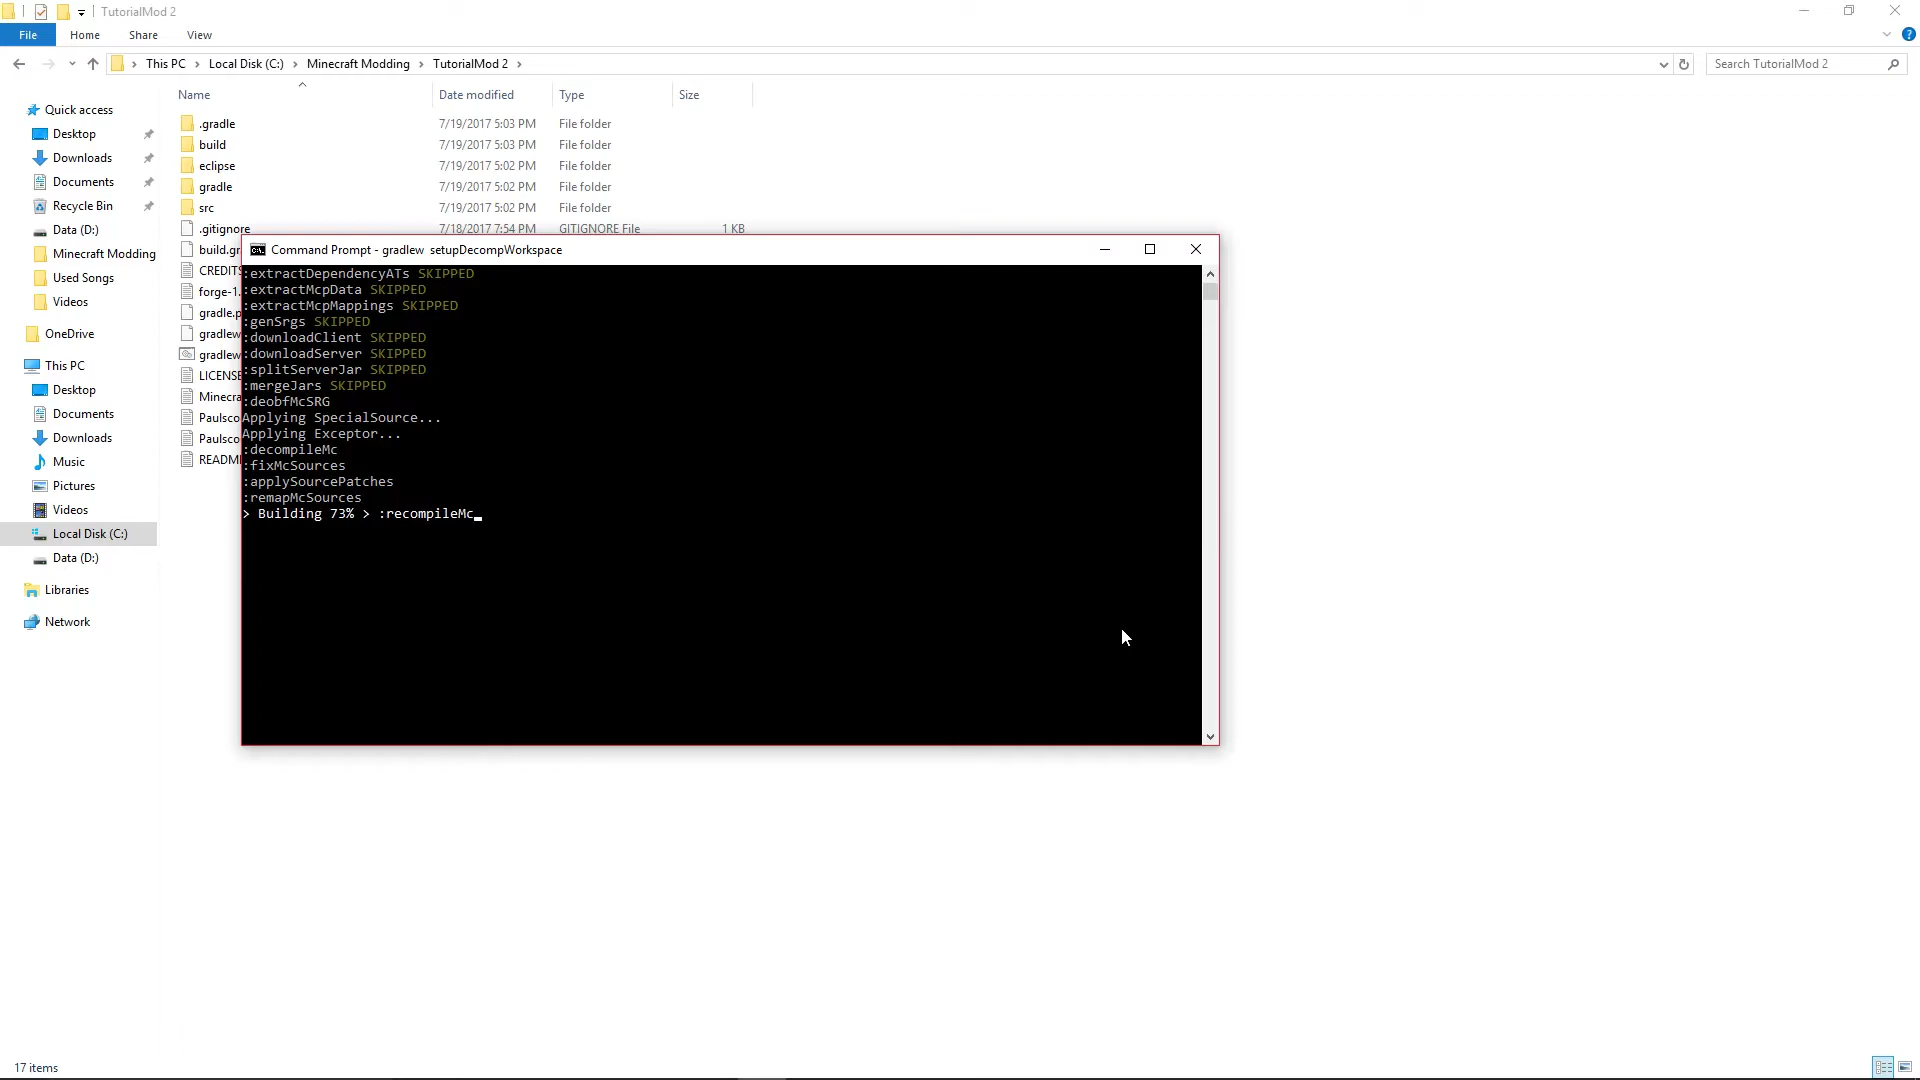 TutorialMod 2
File Home Share View
This PC Local Disk (C:) Minecraft Modding TutorialMod 2
Search TutorialMod 2
Name Date modified Type Size
Quick access
Desktop
Downloads
Documents
Recycle Bin
Data (D:)
Minecraft Modding
Used Songs
Videos
OneDrive
This PC
Desktop
Documents
Downloads
Music
Pictures
Videos
Local Disk (C:)
Data (D:)
Libraries
Network
.gradle 7/19/2017 5:03 PM File folder
build 7/19/2017 5:03 PM File folder
eclipse 7/19/2017 5:02 PM File folder
gradle 7/19/2017 5:02 PM File folder
src 7/19/2017 5:02 PM File folder
.gitignore 7/18/2017 7:54 PM GITIGNORE File 1 KB
build.gr
CREDITS
forge-1.
gradle.p
gradlew
gradlew
LICENSE
Minecra
Paulsco
Paulsco
READM
Command Prompt - gradlew  setupDecompWorkspace
:extractDependencyATs SKIPPED
:extractMcpData SKIPPED
:extractMcpMappings SKIPPED
:genSrgs SKIPPED
:downloadClient SKIPPED
:downloadServer SKIPPED
:splitServerJar SKIPPED
:mergeJars SKIPPED
:deobfMcSRG
Applying SpecialSource...
Applying Exceptor...
:decompileMc
:fixMcSources
:applySourcePatches
:remapMcSources
> Building 73% > :recompileMc
17 items